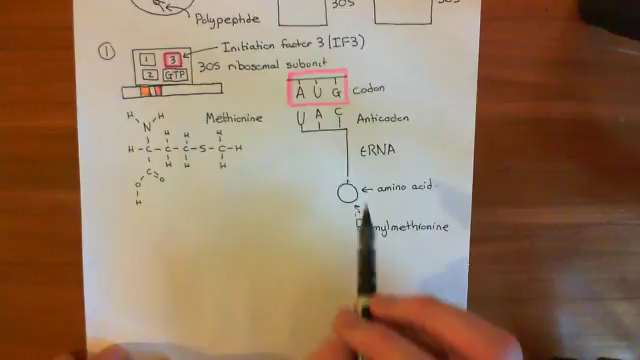 Polypeptide
30S
30S
①
Initiation factor 3 (IF3)
1 3
2 GTP
30S ribosomal subunit
A U G Codon
U A C Anticodon
Methionine
H H
N
H H H
H-C-C-C-S-C-H
H H H
C
O O
H
tRNA
← amino acid